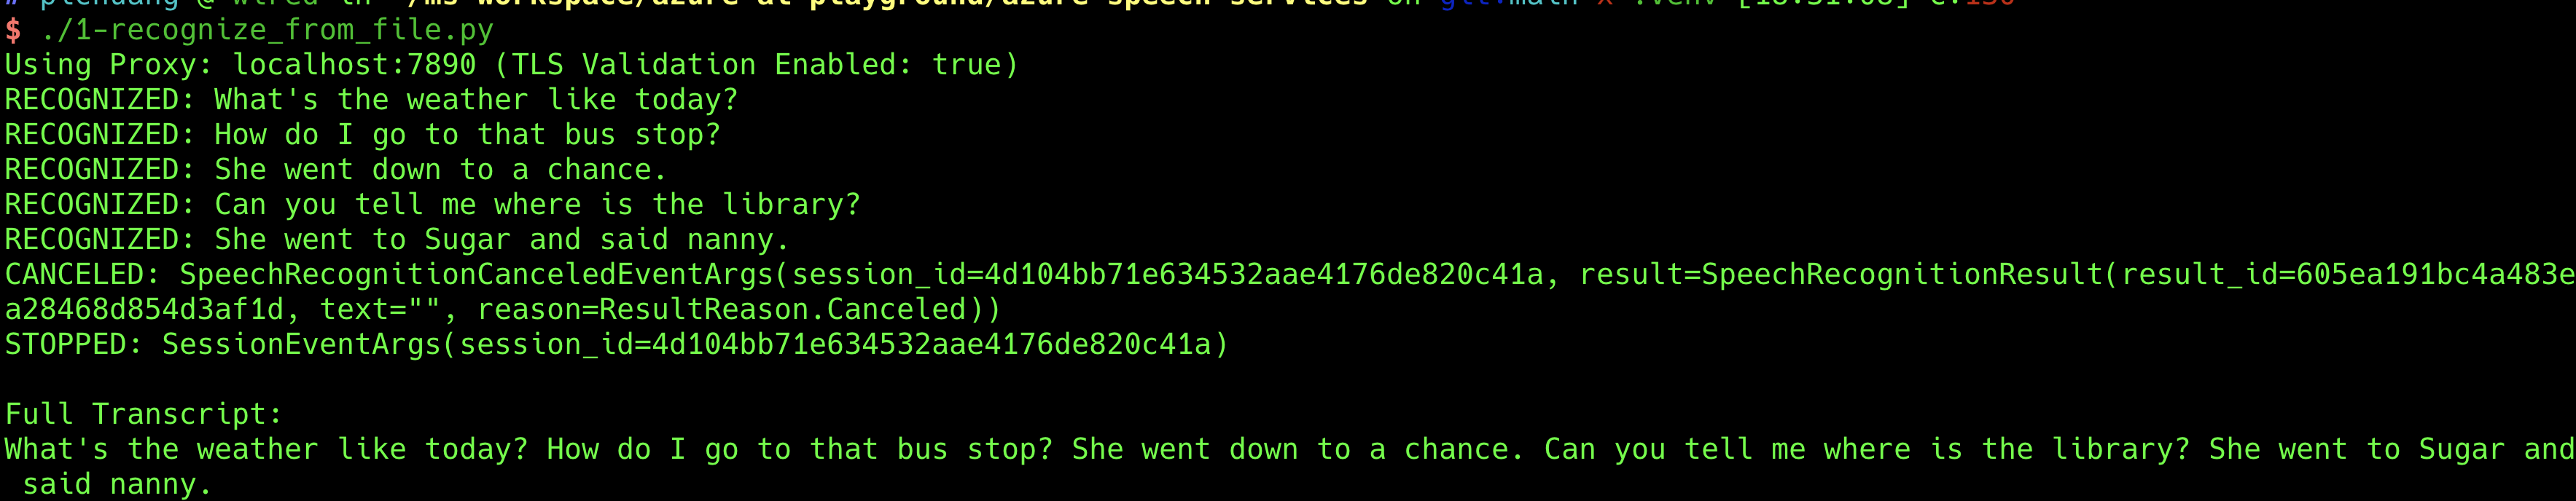 $ ./1-recognize_from_file.py
Using Proxy: localhost:7890 (TLS Validation Enabled: true)
RECOGNIZED: What's the weather like today?
RECOGNIZED: How do I go to that bus stop?
RECOGNIZED: She went down to a chance.
RECOGNIZED: Can you tell me where is the library?
RECOGNIZED: She went to Sugar and said nanny.
CANCELED: SpeechRecognitionCanceledEventArgs(session_id=4d104bb71e634532aae4176de820c41a, result=SpeechRecognitionResult(result_id=605ea191bc4a483e
a28468d854d3af1d, text="", reason=ResultReason.Canceled))
STOPPED: SessionEventArgs(session_id=4d104bb71e634532aae4176de820c41a)
Full Transcript:
What's the weather like today? How do I go to that bus stop? She went down to a chance. Can you tell me where is the library? She went to Sugar and
said nanny.